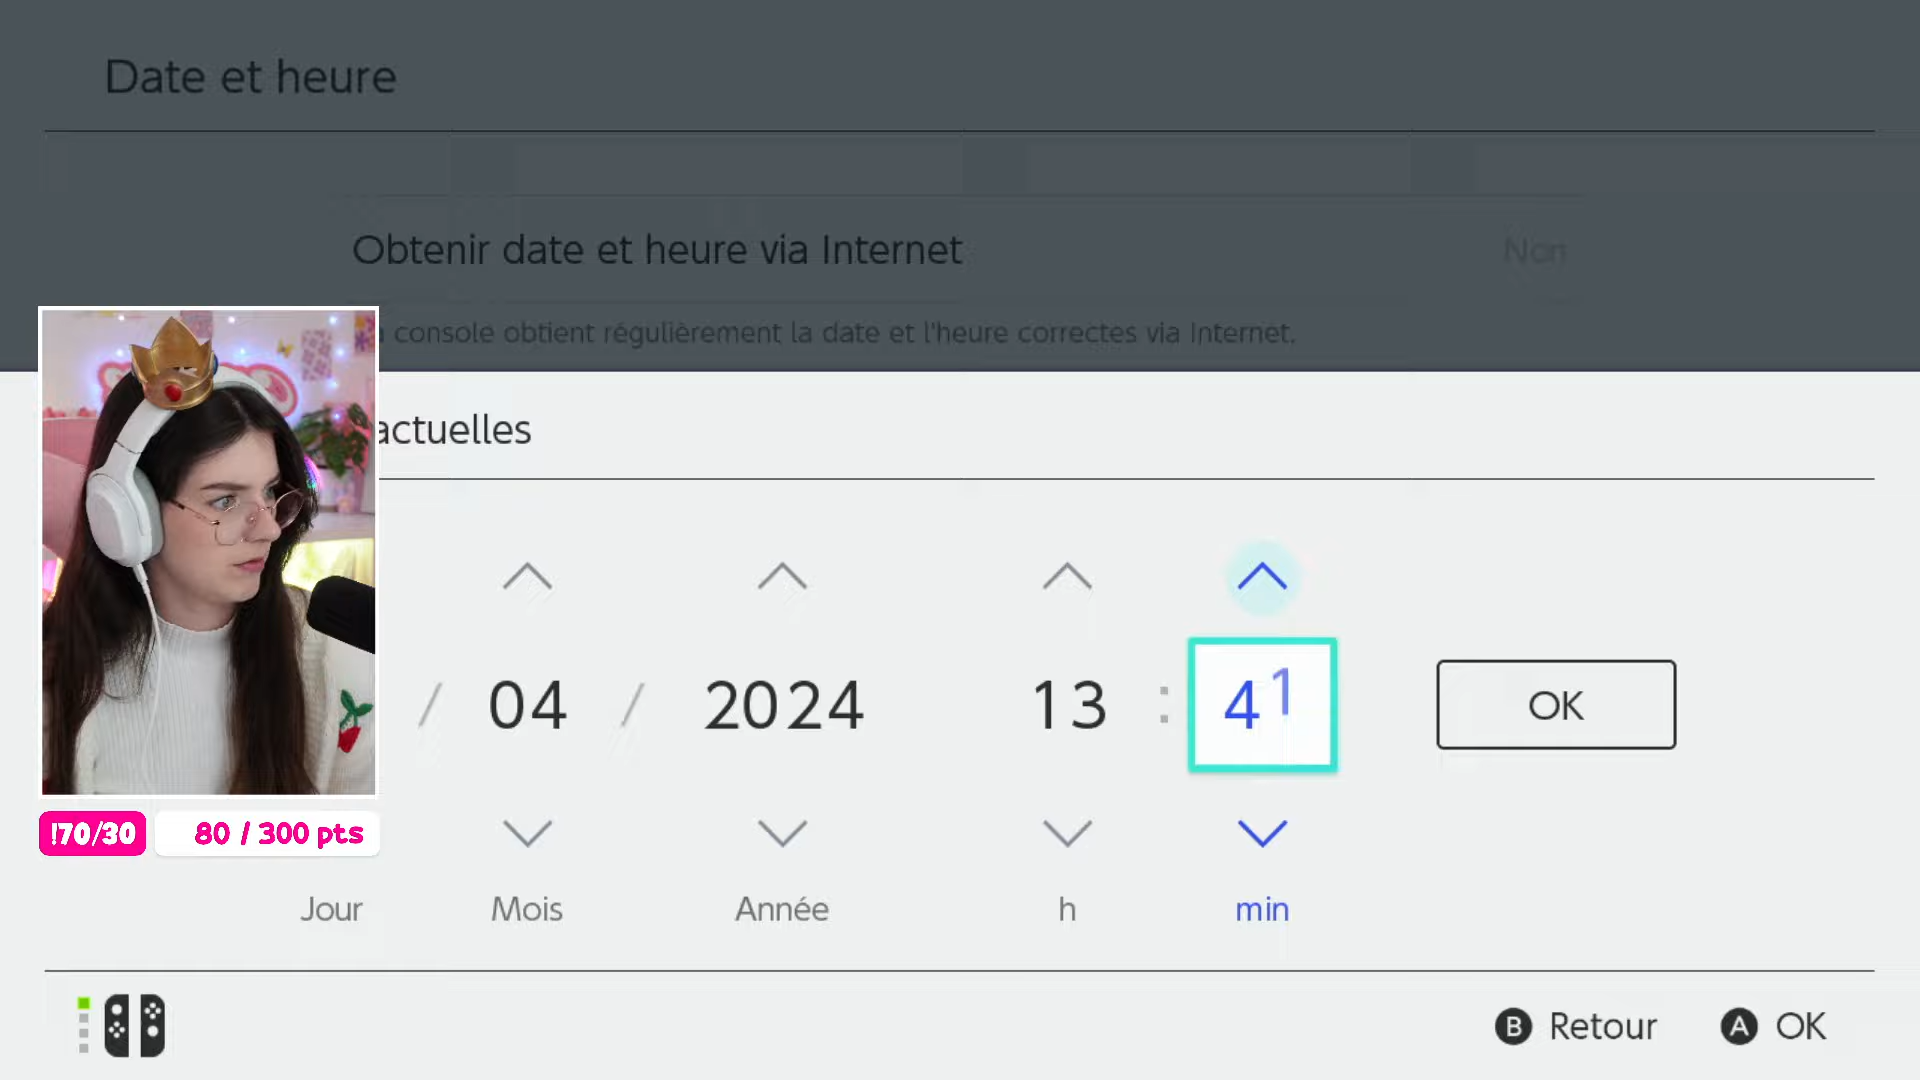 Date et heure
Obtenir date et heure via Internet
Non
console obtient régulièrement la date et l'heure correctes via Internet.
actuelles
/ 04 / 2024 13 : 41
OK
!70/30
80 / 300 pts
Jour
Mois
Année
h
min
B Retour
A OK